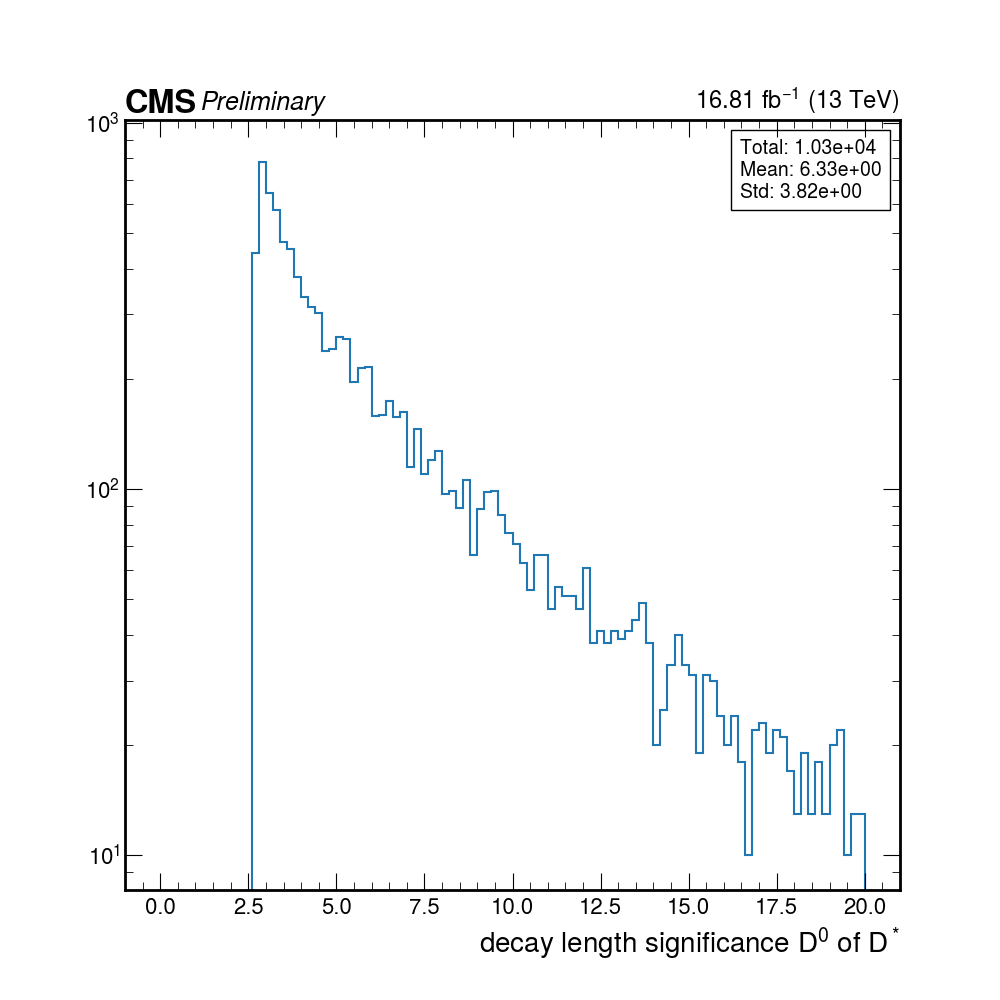 CMS Preliminary 16.81 fb⁻¹ (13 TeV)
10³
Total: 1.03e+04
Mean: 6.33e+00
Std: 3.82e+00
10²
10¹
0.0 2.5 5.0 7.5 10.0 12.5 15.0 17.5 20.0
decay length significance D⁰ of D*